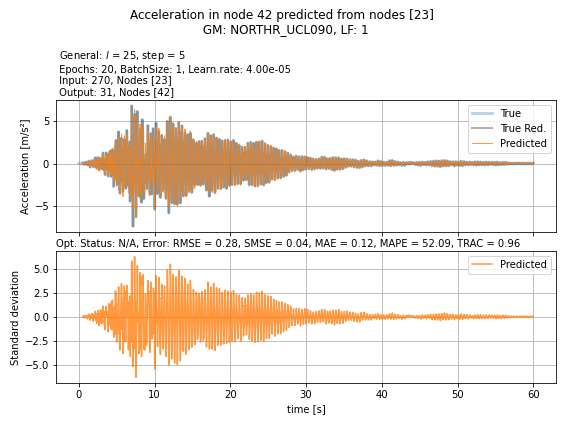 Acceleration in node 42 predicted from nodes [23]
GM: NORTHR_UCL090, LF: 1
General: l = 25, step = 5
Epochs: 20, BatchSize: 1, Learn.rate: 4.00e-05
Input: 270, Nodes [23]
Output: 31, Nodes [42]
Acceleration [m/s²]
5
0
−5
True
True Red.
Predicted
Opt. Status: N/A, Error: RMSE = 0.28, SMSE = 0.04, MAE = 0.12, MAPE = 52.09, TRAC = 0.96
Standard deviation
5.0
2.5
0.0
−2.5
−5.0
Predicted
0 10 20 30 40 50 60
time [s]